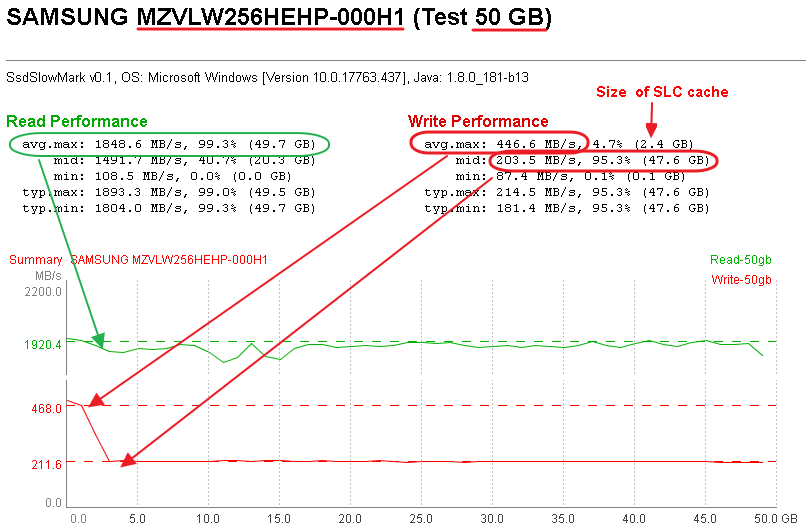 SAMSUNG MZVLW256HEHP-000H1 (Test 50 GB)
SsdSlowMark v0.1, OS: Microsoft Windows [Version 10.0.17763.437], Java: 1.8.0_181-b13
Size of SLC cache
Read Performance
avg.max: 1848.6 MB/s, 99.3% (49.7 GB)
mid: 1491.7 MB/s, 40.7% (20.3 GB)
min: 108.5 MB/s, 0.0% (0.0 GB)
typ.max: 1893.3 MB/s, 99.0% (49.5 GB)
typ.min: 1804.0 MB/s, 99.3% (49.7 GB)
Write Performance
avg.max: 446.6 MB/s, 4.7% (2.4 GB)
mid: 203.5 MB/s, 95.3% (47.6 GB)
min: 87.4 MB/s, 0.1% (0.1 GB)
typ.max: 214.5 MB/s, 95.3% (47.6 GB)
typ.min: 181.4 MB/s, 95.3% (47.6 GB)
Summary SAMSUNG MZVLW256HEHP-000H1
Read-50gb
MB/s
Write-50gb
2200.0
1920.4
468.0
211.6
0.0
0.0 5.0 10.0 15.0 20.0 25.0 30.0 35.0 40.0 45.0 50.0 GB